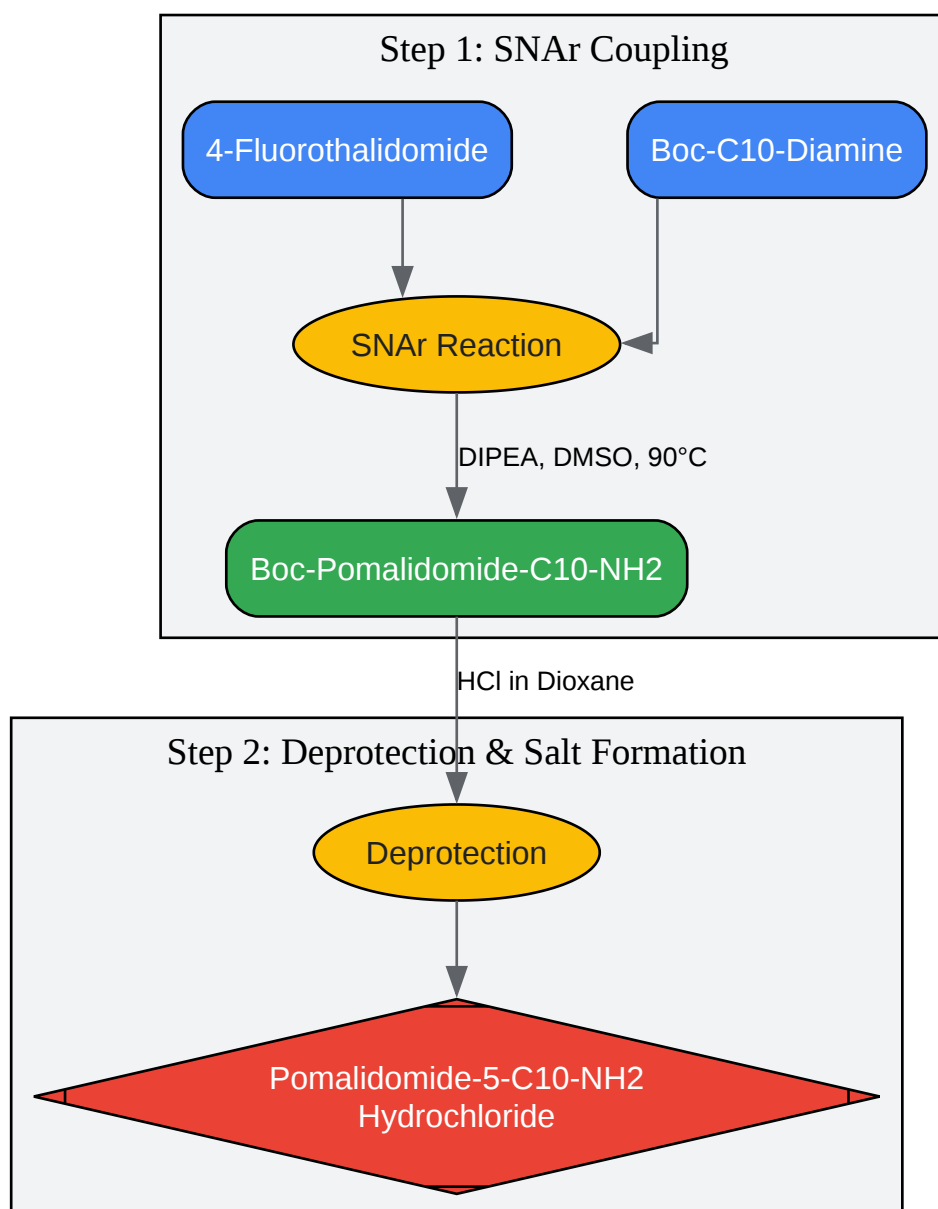 Step 1: SNAr Coupling
4-Fluorothalidomide
Boc-C10-Diamine
SNAr Reaction
DIPEA, DMSO, 90°C
Boc-Pomalidomide-C10-NH2
HCl in Dioxane
Step 2: Deprotection & Salt Formation
Deprotection
Pomalidomide-5-C10-NH2
Hydrochloride